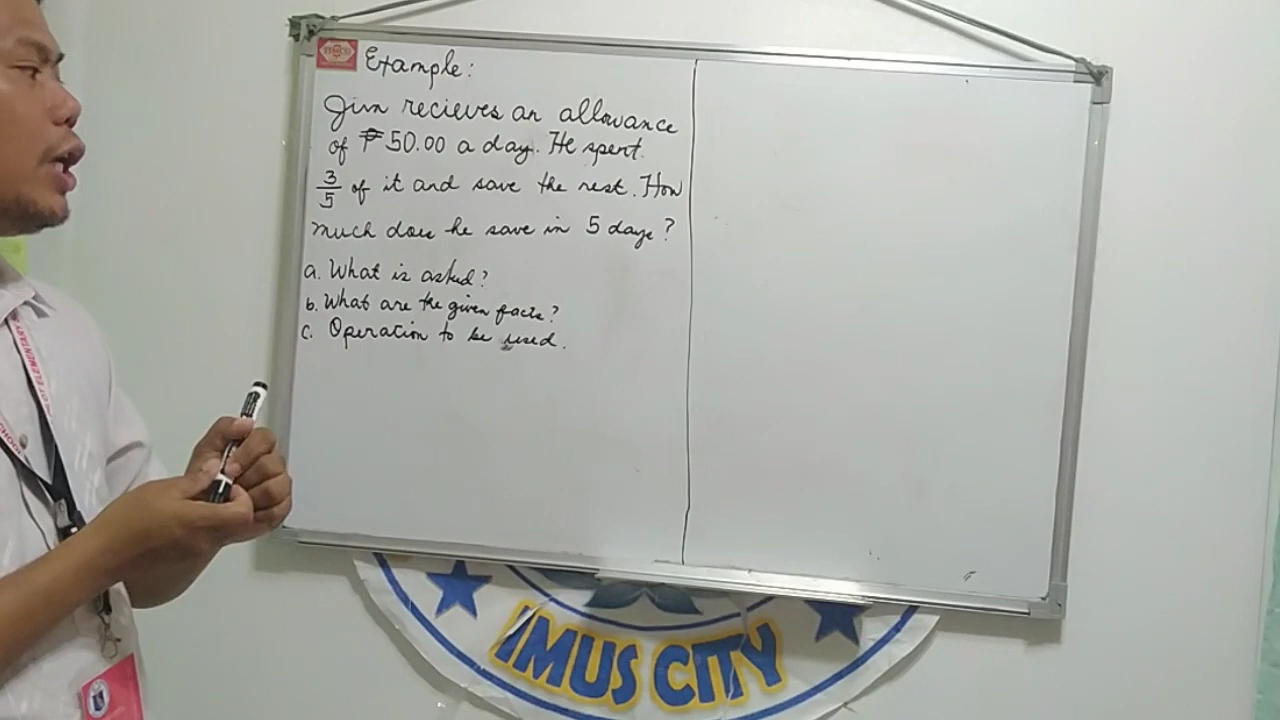 Example:
Jim recieves an allowance
of ₱50.00 a day. He spent
3/5 of it and save the rest. How
much does he save in 5 days?
a. What is asked?
b. What are the given facts?
c. Operation to be used.
IMUS CITY